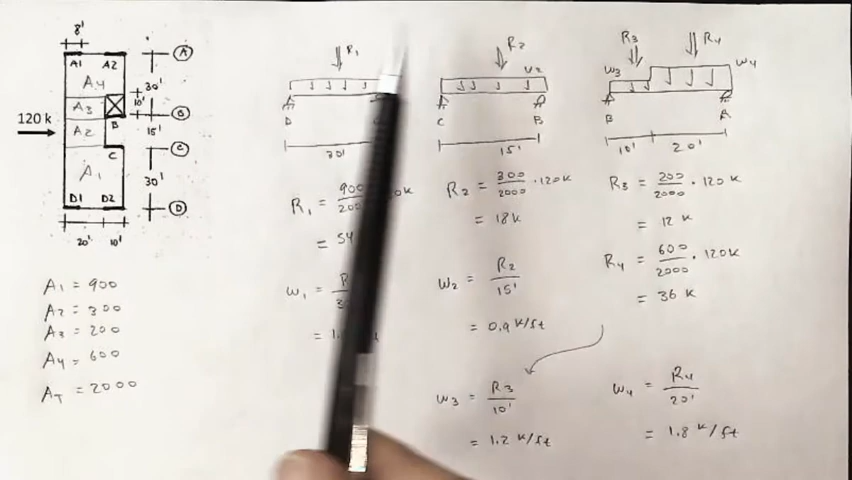 8'
A1 A2
A4
A3
A2
A1
B
C
D1 D2
120 k
30'
10'
15'
30'
A
B
C
D
20' 10'
A1 = 900
A2 = 300
A3 = 200
A4 = 600
AT = 2000
R1
D
30'
R1 =
= 54
w1 =
R2
w2
C B
15'
R2 = 300/2000 · 120k
= 18k
w2 = R2/15'
= 0.9 k/ft
R3 R4
w3 w4
B A
10' 20'
R3 = 200/2000 · 120k
= 12 k
R4 = 600/2000 · 120k
= 36 k
w3 = R3/10'
= 1.2 k/ft
w4 = R4/20'
= 1.8 k/ft